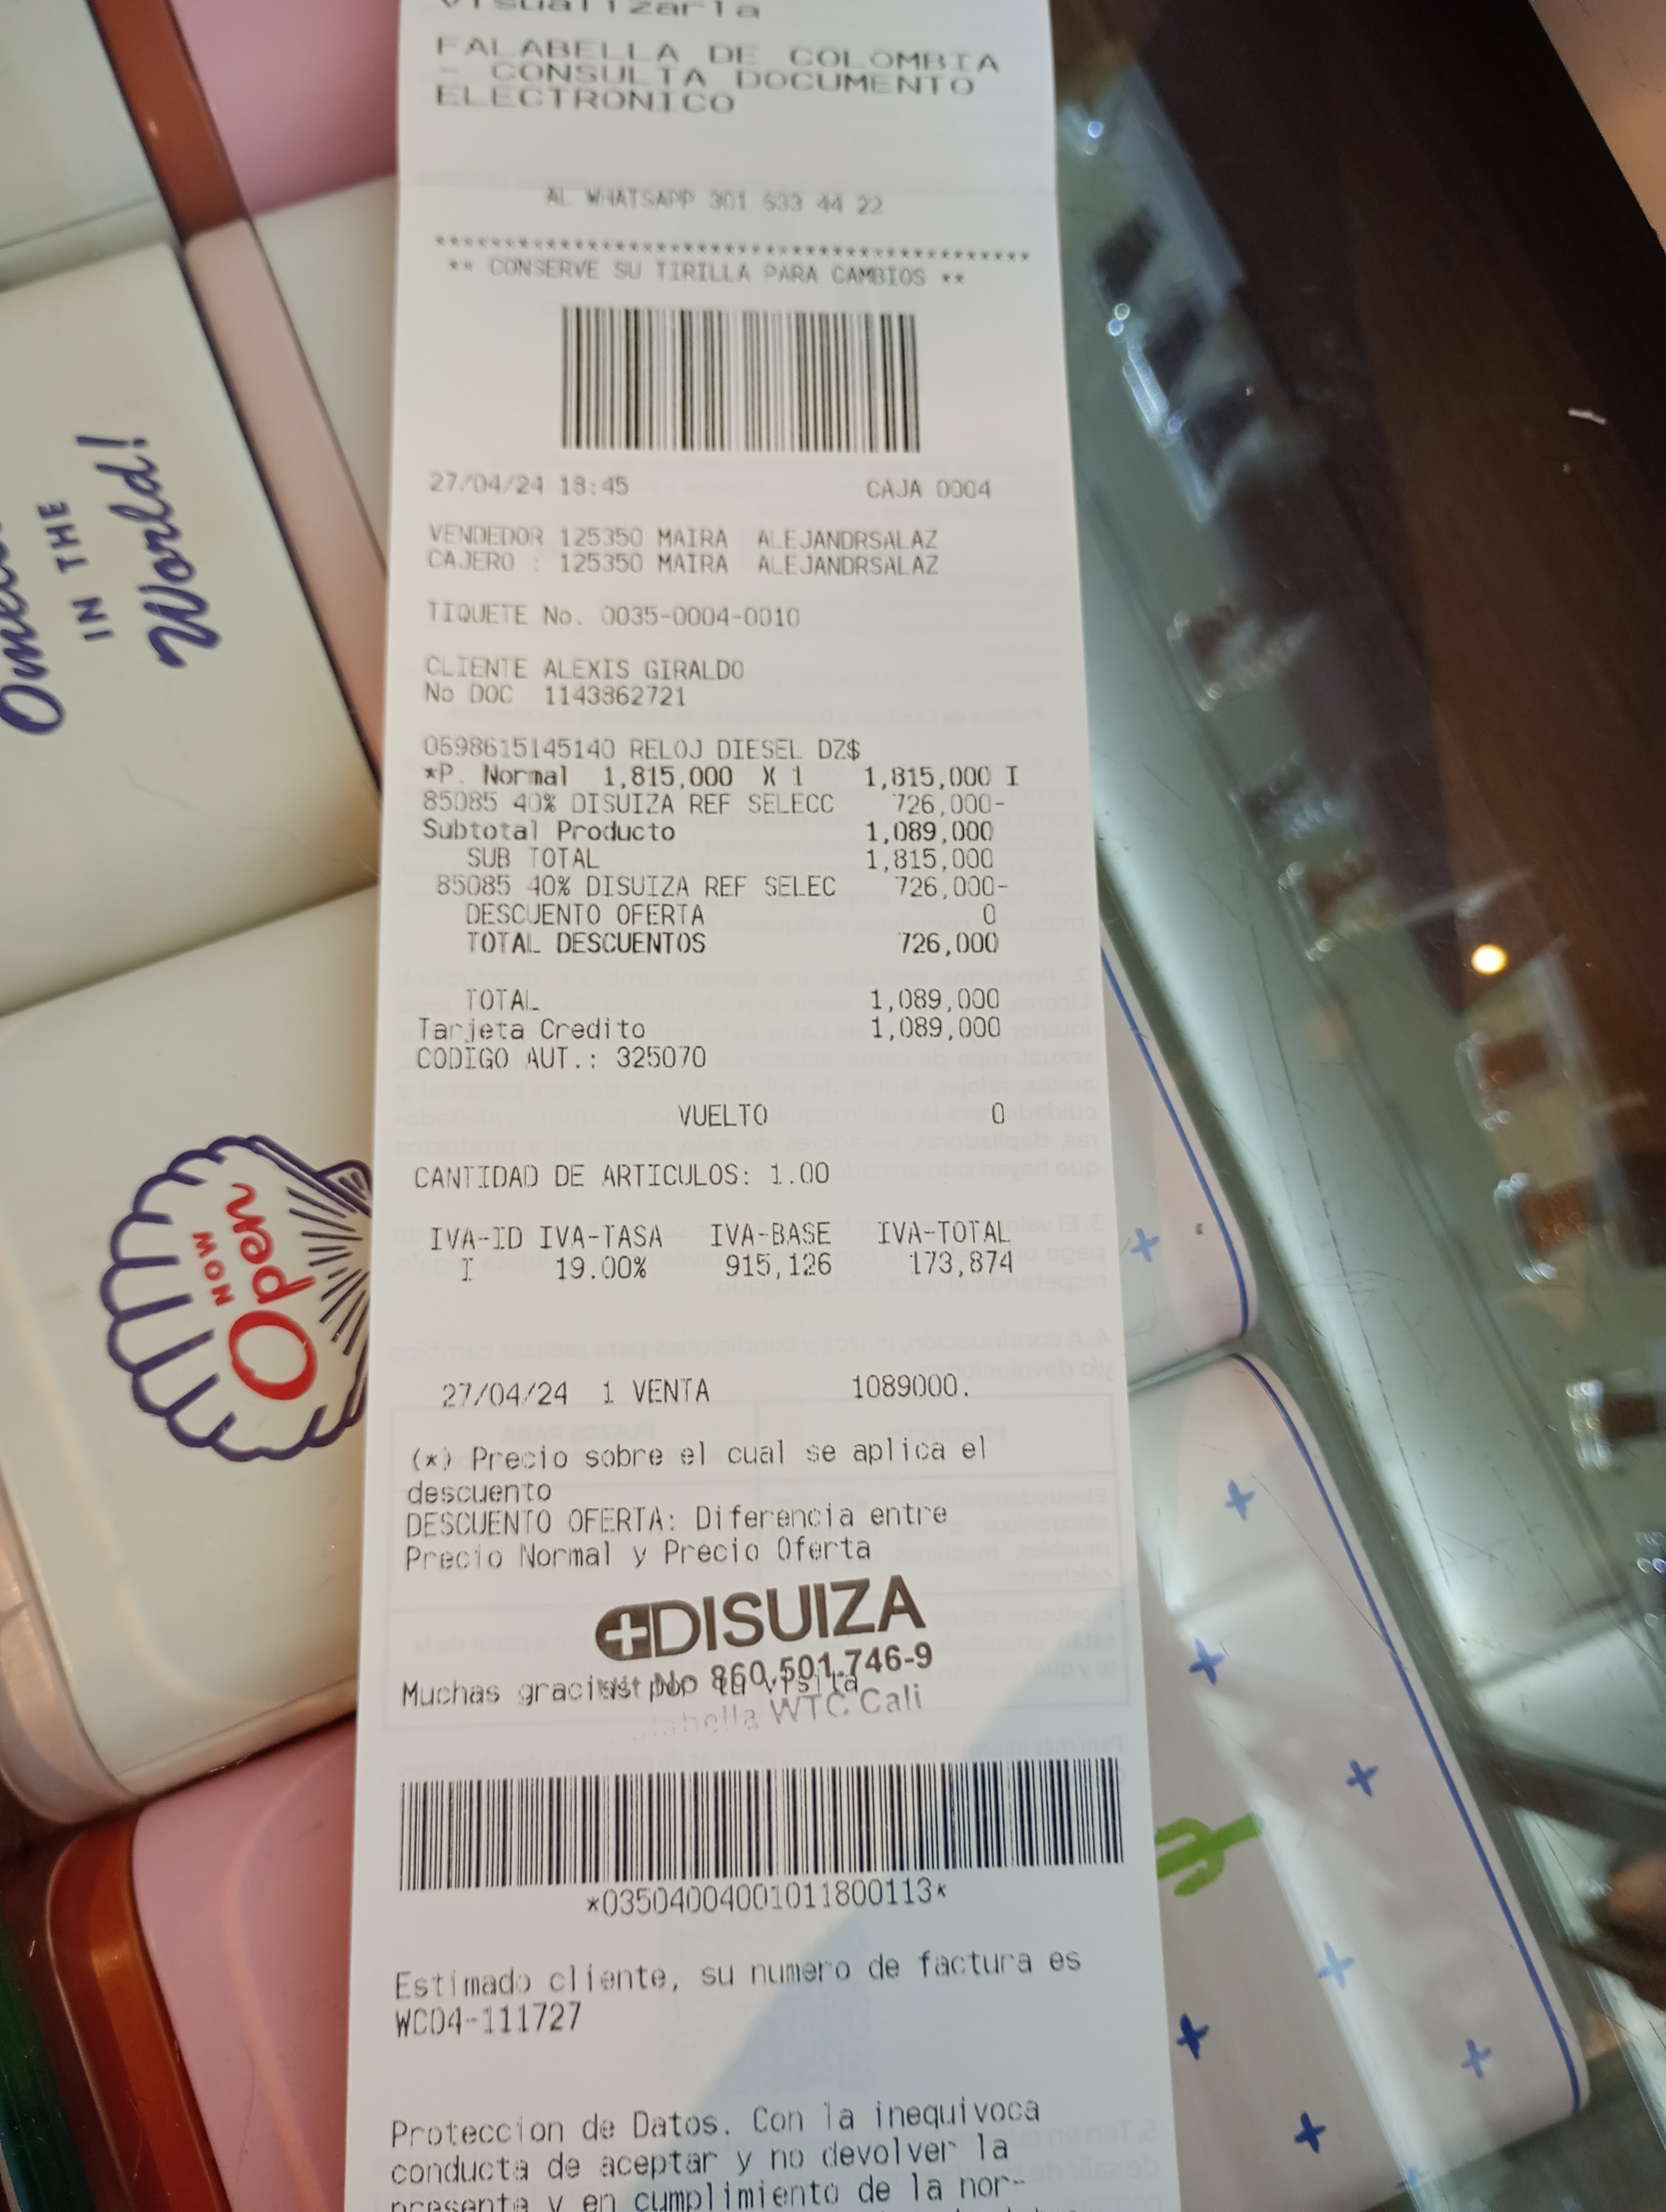 visualizarla
FALABELLA DE COLOMBIA
- CONSULTA DOCUMENTO
ELECTRONICO
AL WHATSAPP 301 633 44 22
************************************************
** CONSERVE SU TIRILLA PARA CAMBIOS **
27/04/24 18:45 CAJA 0004
VENDEDOR 125350 MAIRA ALEJANDRSALAZ
CAJERO : 125350 MAIRA ALEJANDRSALAZ
TIQUETE No. 0035-0004-0010
CLIENTE ALEXIS GIRALDO
No DOC 1143862721
0698615145140 RELOJ DIESEL DZ$
*P. Normal 1,815,000 X 1 1,815,000 I
85085 40% DISUIZA REF SELECC 726,000-
Subtotal Producto 1,089,000
SUB TOTAL 1,815,000
85085 40% DISUIZA REF SELEC 726,000-
DESCUENTO OFERTA 0
TOTAL DESCUENTOS 726,000
TOTAL 1,089,000
Tarjeta Credito 1,089,000
CODIGO AUT.: 325070
VUELTO 0
CANTIDAD DE ARTICULOS: 1.00
IVA-ID IVA-TASA IVA-BASE IVA-TOTAL
I 19.00% 915,126 173,874
27/04/24 1 VENTA 1089000.
(*) Precio sobre el cual se aplica el
descuento
DESCUENTO OFERTA: Diferencia entre
Precio Normal y Precio Oferta
DISUIZA
No 860.501.746-9
Muchas gracias por tu visita
WTC Cali
*03504004001011800113*
Estimado cliente, su numero de factura es
WC04-111727
Proteccion de Datos. Con la inequivoca
conducta de aceptar y no devolver la
presente y en cumplimiento de la nor-
IN THE
World!
Open
NOW